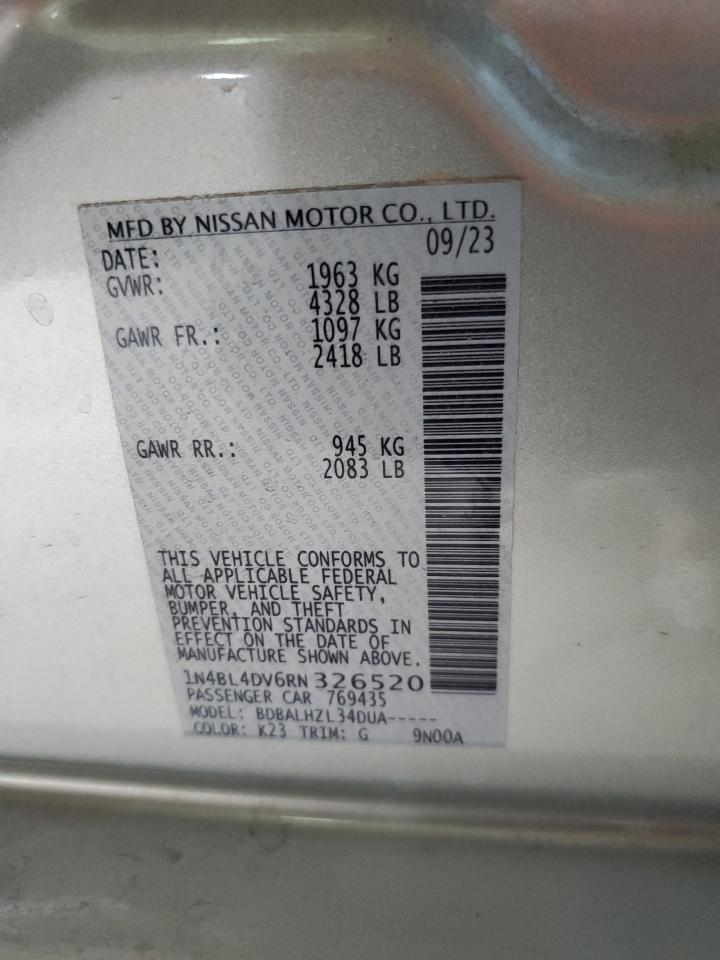 MFD BY NISSAN MOTOR CO., LTD.
DATE: 09/23
GVWR: 1963 KG
4328 LB
GAWR FR.: 1097 KG
2418 LB
GAWR RR.: 945 KG
2083 LB
THIS VEHICLE CONFORMS TO
ALL APPLICABLE FEDERAL
MOTOR VEHICLE SAFETY,
BUMPER, AND THEFT
PREVENTION STANDARDS IN
EFFECT ON THE DATE OF
MANUFACTURE SHOWN ABOVE.
1N4BL4DV6RN326520
PASSENGER CAR 769435
MODEL: BDBALHZL34DUA-----
COLOR: K23 TRIM: G 9N00A